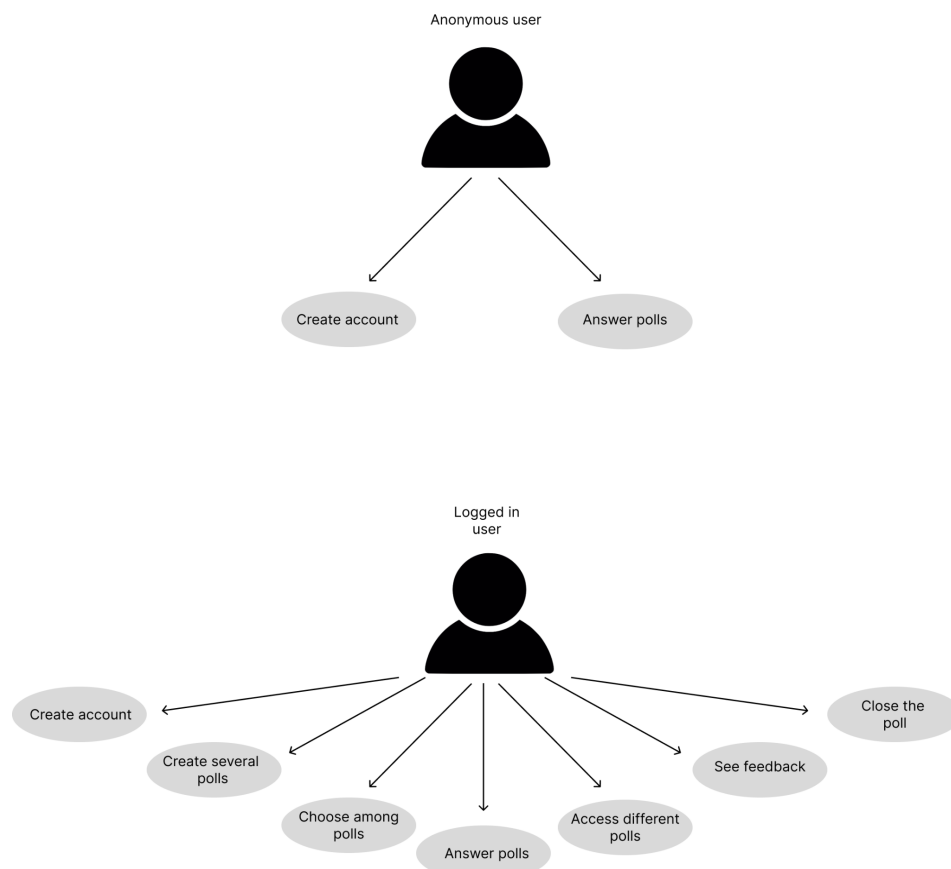 Anonymous user
Create account
Answer polls
Logged in
user
Create account
Create several
polls
Choose among
polls
Answer polls
Access different
polls
See feedback
Close the
poll